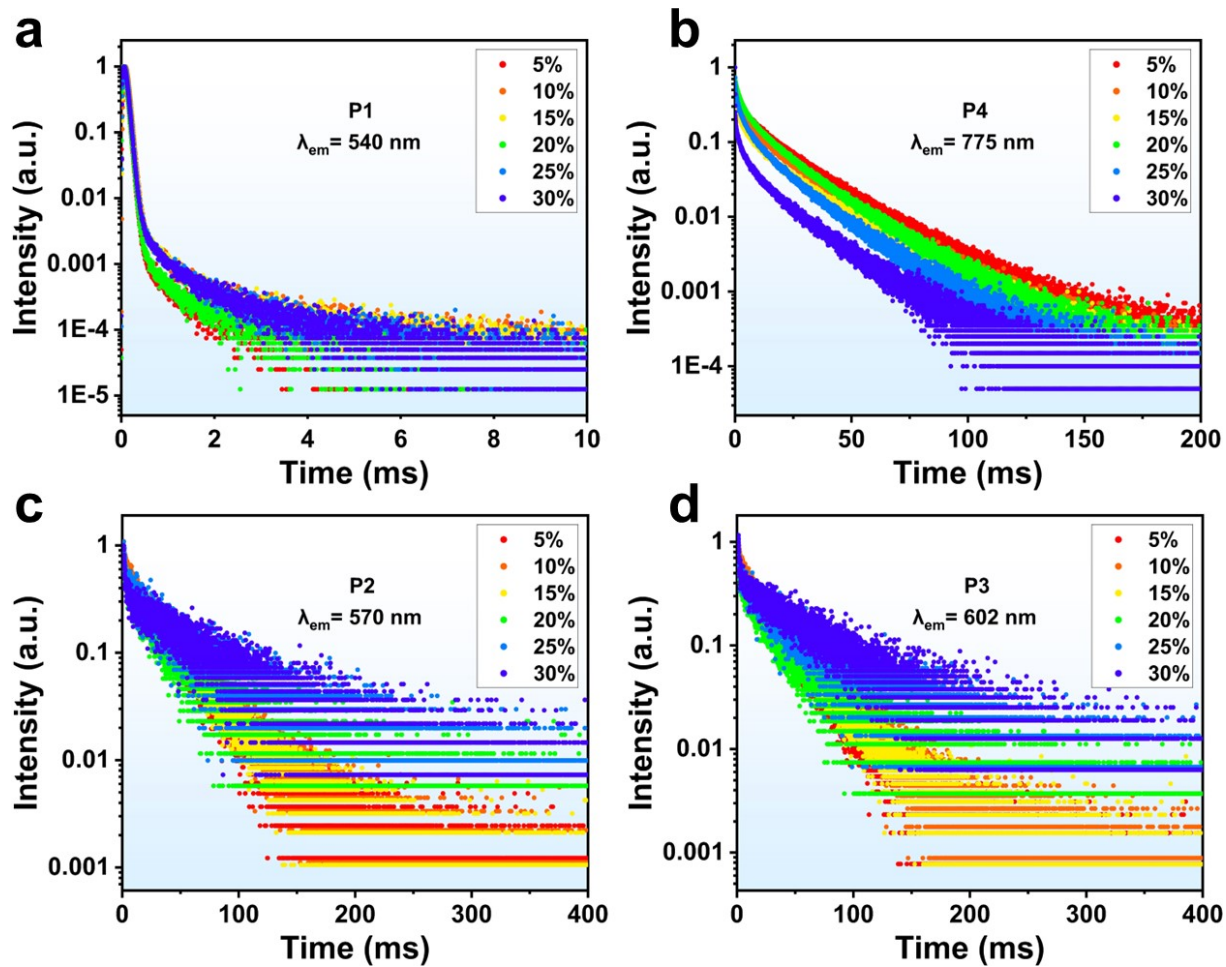 a
Intensity (a.u.)
1
0.1
0.01
0.001
1E-4
1E-5
P1
λem= 540 nm
5%
10%
15%
20%
25%
30%
0 2 4 6 8 10
Time (ms)
b
Intensity (a.u.)
1
0.1
0.01
0.001
1E-4
P4
λem= 775 nm
5%
10%
15%
20%
25%
30%
0 50 100 150 200
Time (ms)
c
Intensity (a.u.)
1
0.1
0.01
0.001
P2
λem= 570 nm
5%
10%
15%
20%
25%
30%
0 100 200 300 400
Time (ms)
d
Intensity (a.u.)
1
0.1
0.01
0.001
P3
λem= 602 nm
5%
10%
15%
20%
25%
30%
0 100 200 300 400
Time (ms)